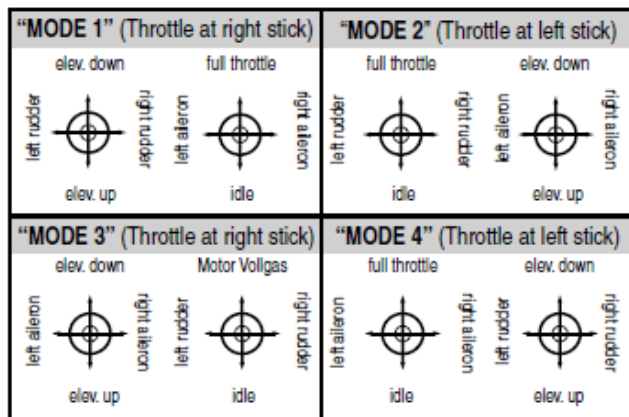 “MODE 1” (Throttle at right stick)
elev. down full throttle
left rudder right rudder left aileron right aileron
elev. up idle
“MODE 2” (Throttle at left stick)
full throttle elev. down
left rudder right rudder left aileron right aileron
idle elev. up
“MODE 3” (Throttle at right stick)
elev. down Motor Vollgas
left aileron right aileron left rudder right rudder
elev. up idle
“MODE 4” (Throttle at left stick)
full throttle elev. down
left aileron right aileron left rudder right rudder
idle elev. up